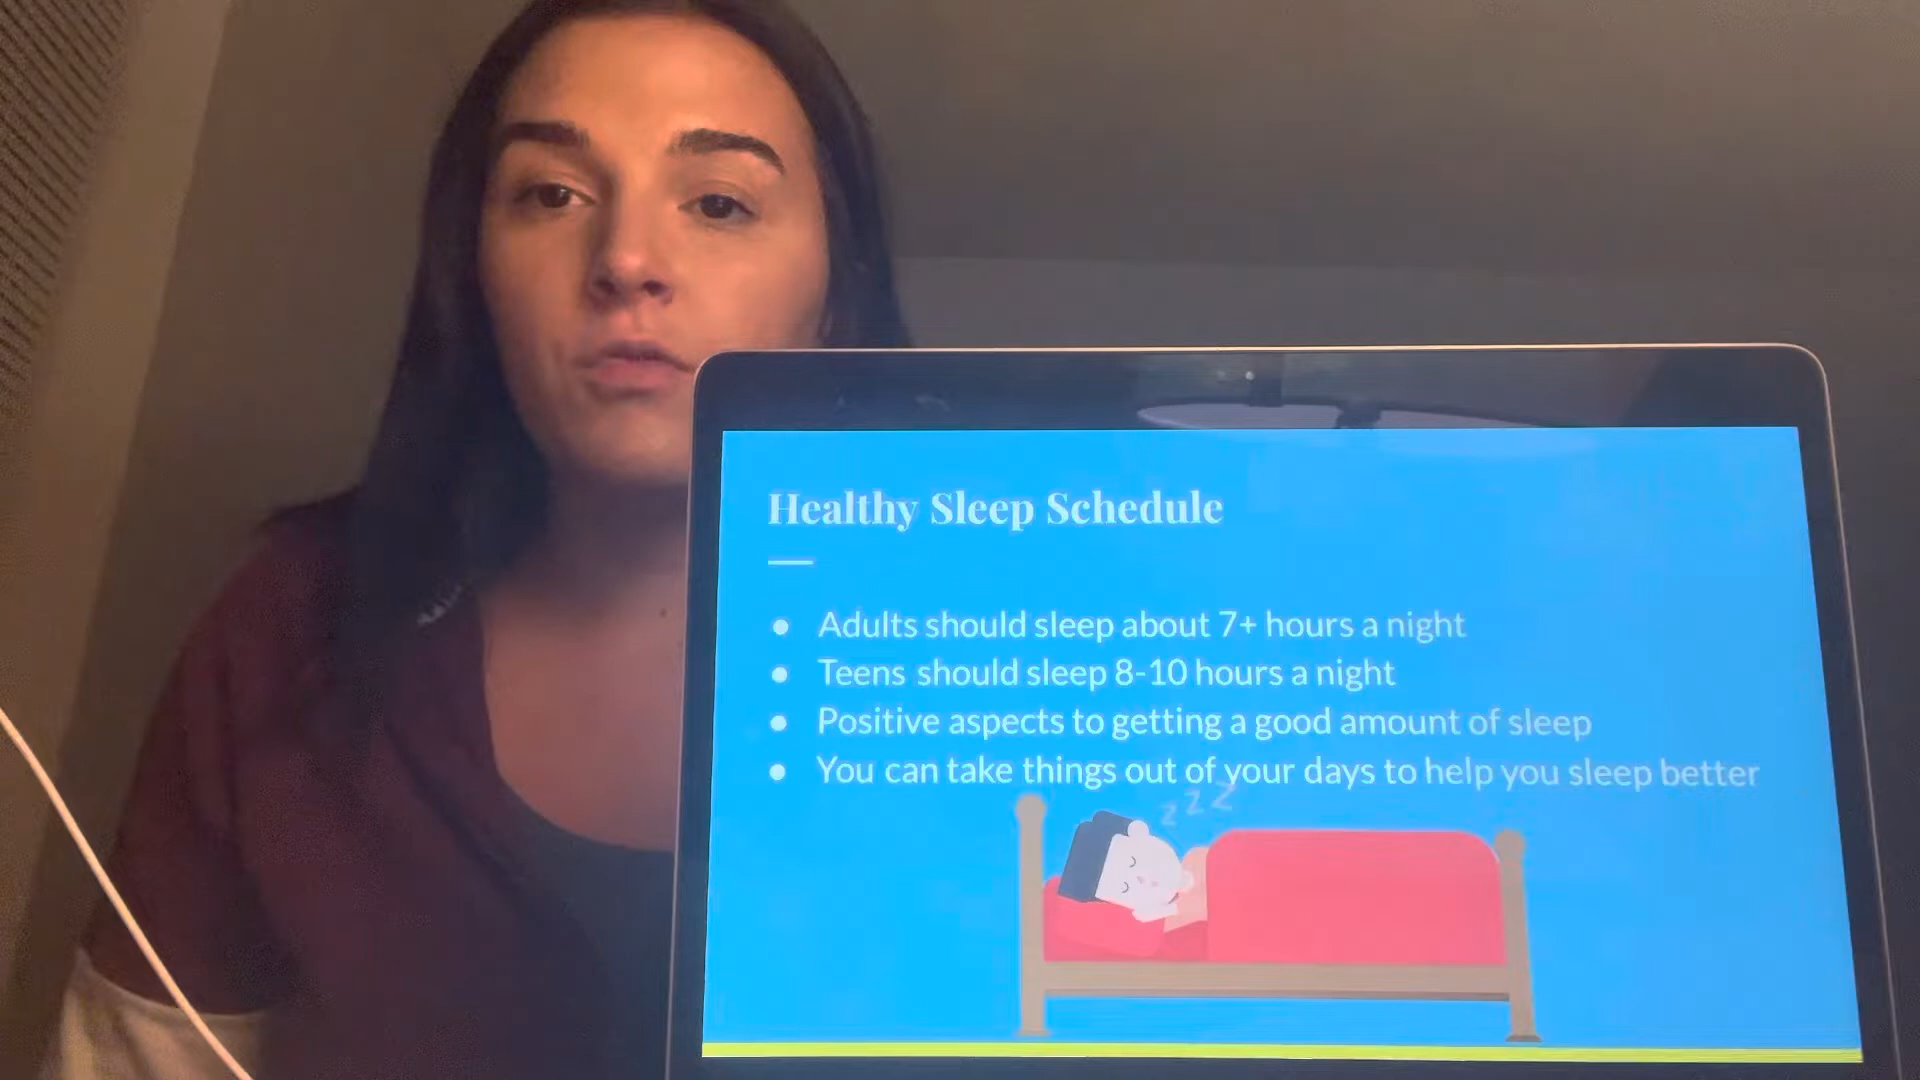 Healthy Sleep Schedule
● Adults should sleep about 7+ hours a night
● Teens should sleep 8-10 hours a night
● Positive aspects to getting a good amount of sleep
● You can take things out of your days to help you sleep better
z z z